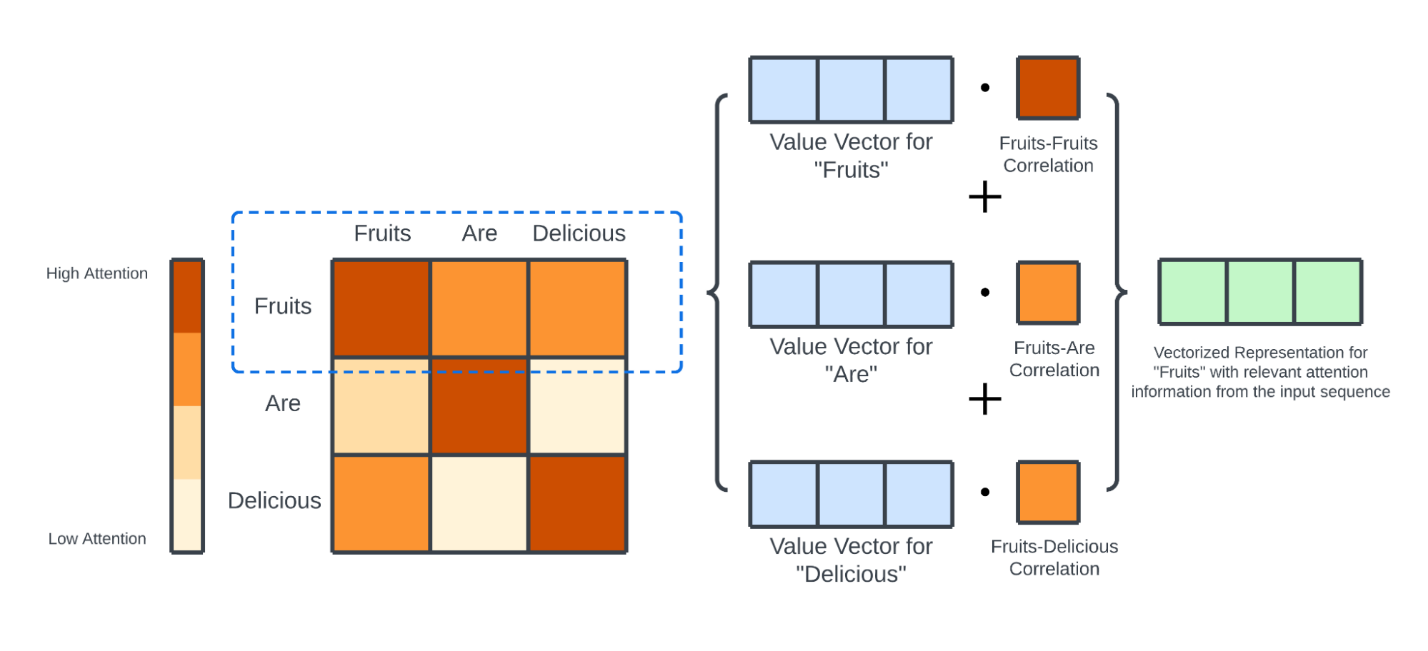 High Attention
Low Attention
Fruits Are Delicious
Fruits
Are
Delicious
Value Vector for
"Fruits"
Fruits-Fruits
Correlation
+
Value Vector for
"Are"
Fruits-Are
Correlation
+
Value Vector for
"Delicious"
Fruits-Delicious
Correlation
Vectorized Representation for
"Fruits" with relevant attention
information from the input sequence